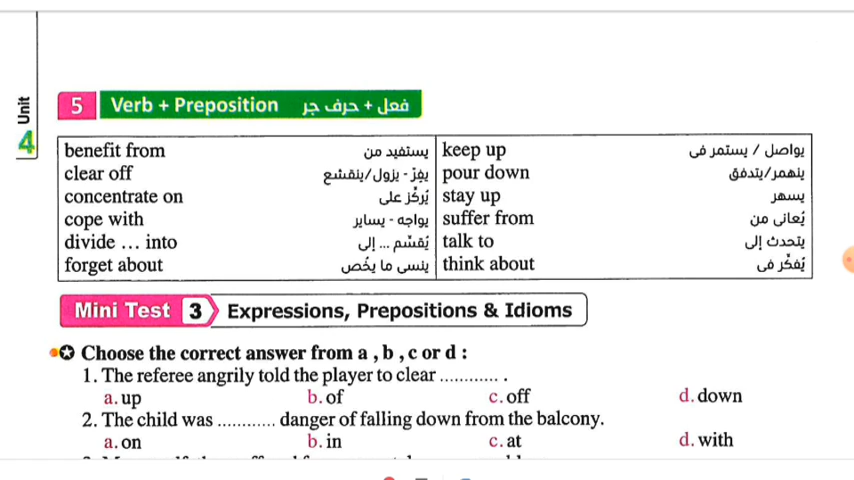 Unit
4
5 Verb + Preposition فعل + حرف جر
benefit from يستفيد من
clear off يفِرّ - يزول/ينقشع
concentrate on يُركِّز على
cope with يواجه - يساير
divide … into يُقسِّم ... إلى
forget about ينسى ما يخُص
keep up يواصل / يستمر فى
pour down ينهمر/يتدفق
stay up يسهر
suffer from يُعانى من
talk to يتحدث إلى
think about يُفكِّر فى
Mini Test 3 Expressions, Prepositions & Idioms
Choose the correct answer from a , b , c or d :
1. The referee angrily told the player to clear ............ .
a. up b. of c. off d. down
2. The child was ............ danger of falling down from the balcony.
a. on b. in c. at d. with